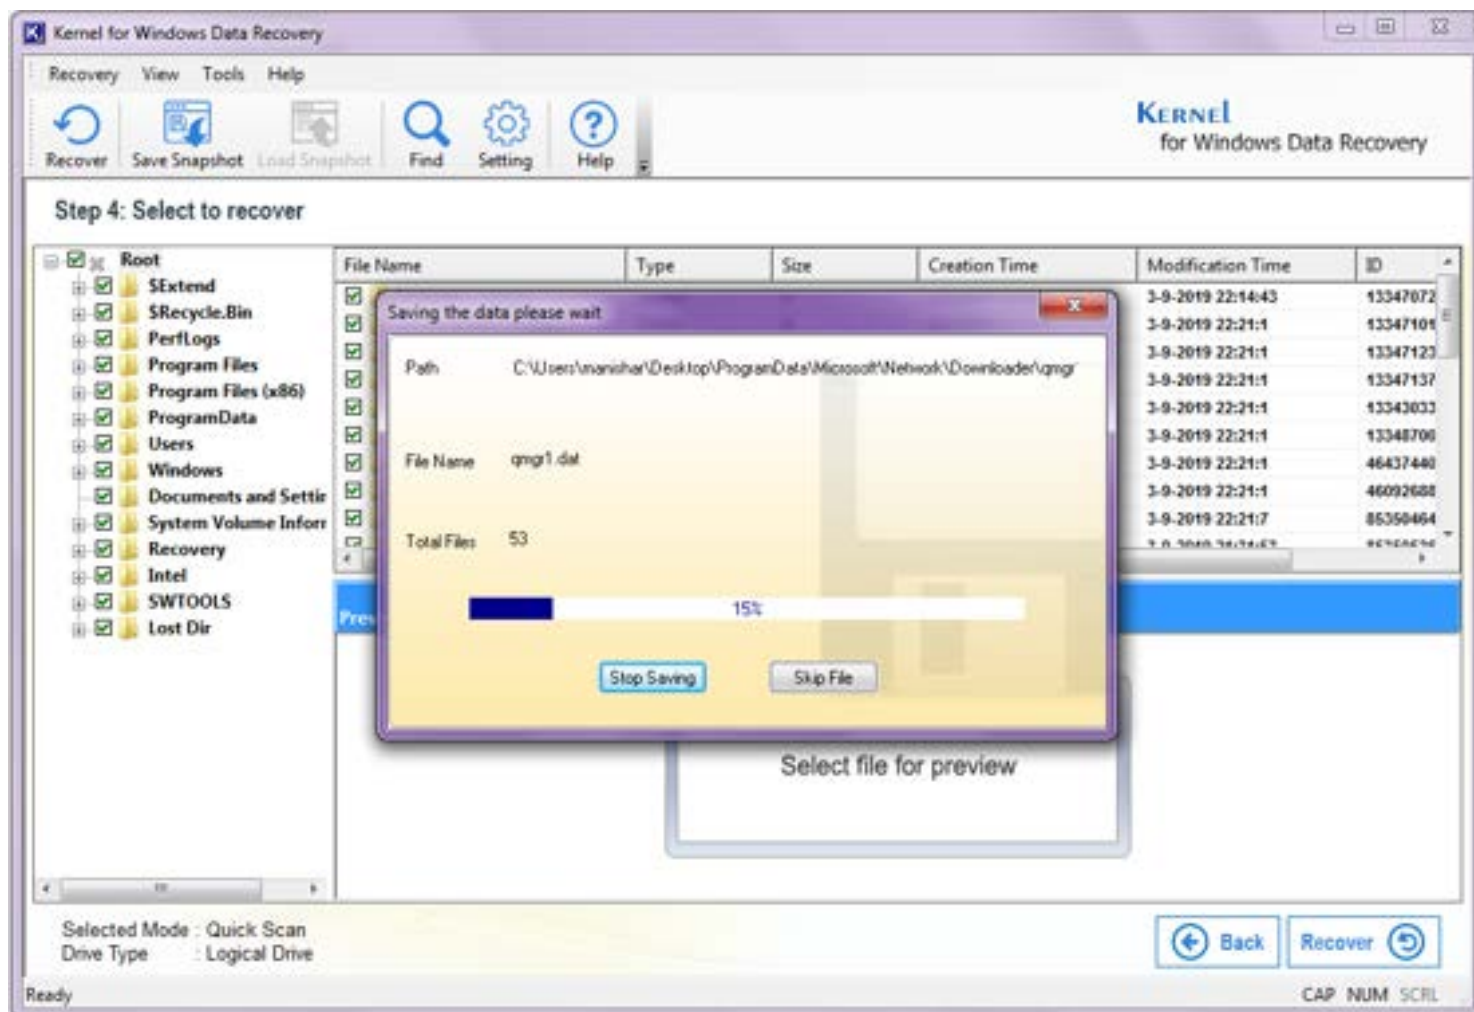 Kernel for Windows Data Recovery
Recovery View Tools Help
Recover Save Snapshot Load Snapshot Find Setting Help
KERNEl
for Windows Data Recovery
Step 4: Select to recover
Root
$Extend
$Recycle.Bin
PerfLogs
Program Files
Program Files (x86)
ProgramData
Users
Windows
Documents and Settir
System Volume Inforr
Recovery
Intel
SWTOOLS
Lost Dir
File Name Type Size Creation Time Modification Time ID
3-9-2019 22:14:43 13347072
3-9-2019 22:21:1 13347101
3-9-2019 22:21:1 13347123
3-9-2019 22:21:1 13347137
3-9-2019 22:21:1 13343033
3-9-2019 22:21:1 13348706
3-9-2019 22:21:1 46437440
3-9-2019 22:21:1 46092688
3-9-2019 22:21:7 85350464
Saving the data please wait
Path C:\Users\manishar\Desktop\ProgramData\Microsoft\Network\Downloader\qmgr
File Name qmgr1.dat
Total Files 53
15%
Stop Saving Skip File
Prev
Select file for preview
Selected Mode : Quick Scan
Drive Type : Logical Drive
Back Recover
Ready
CAP NUM SCRL